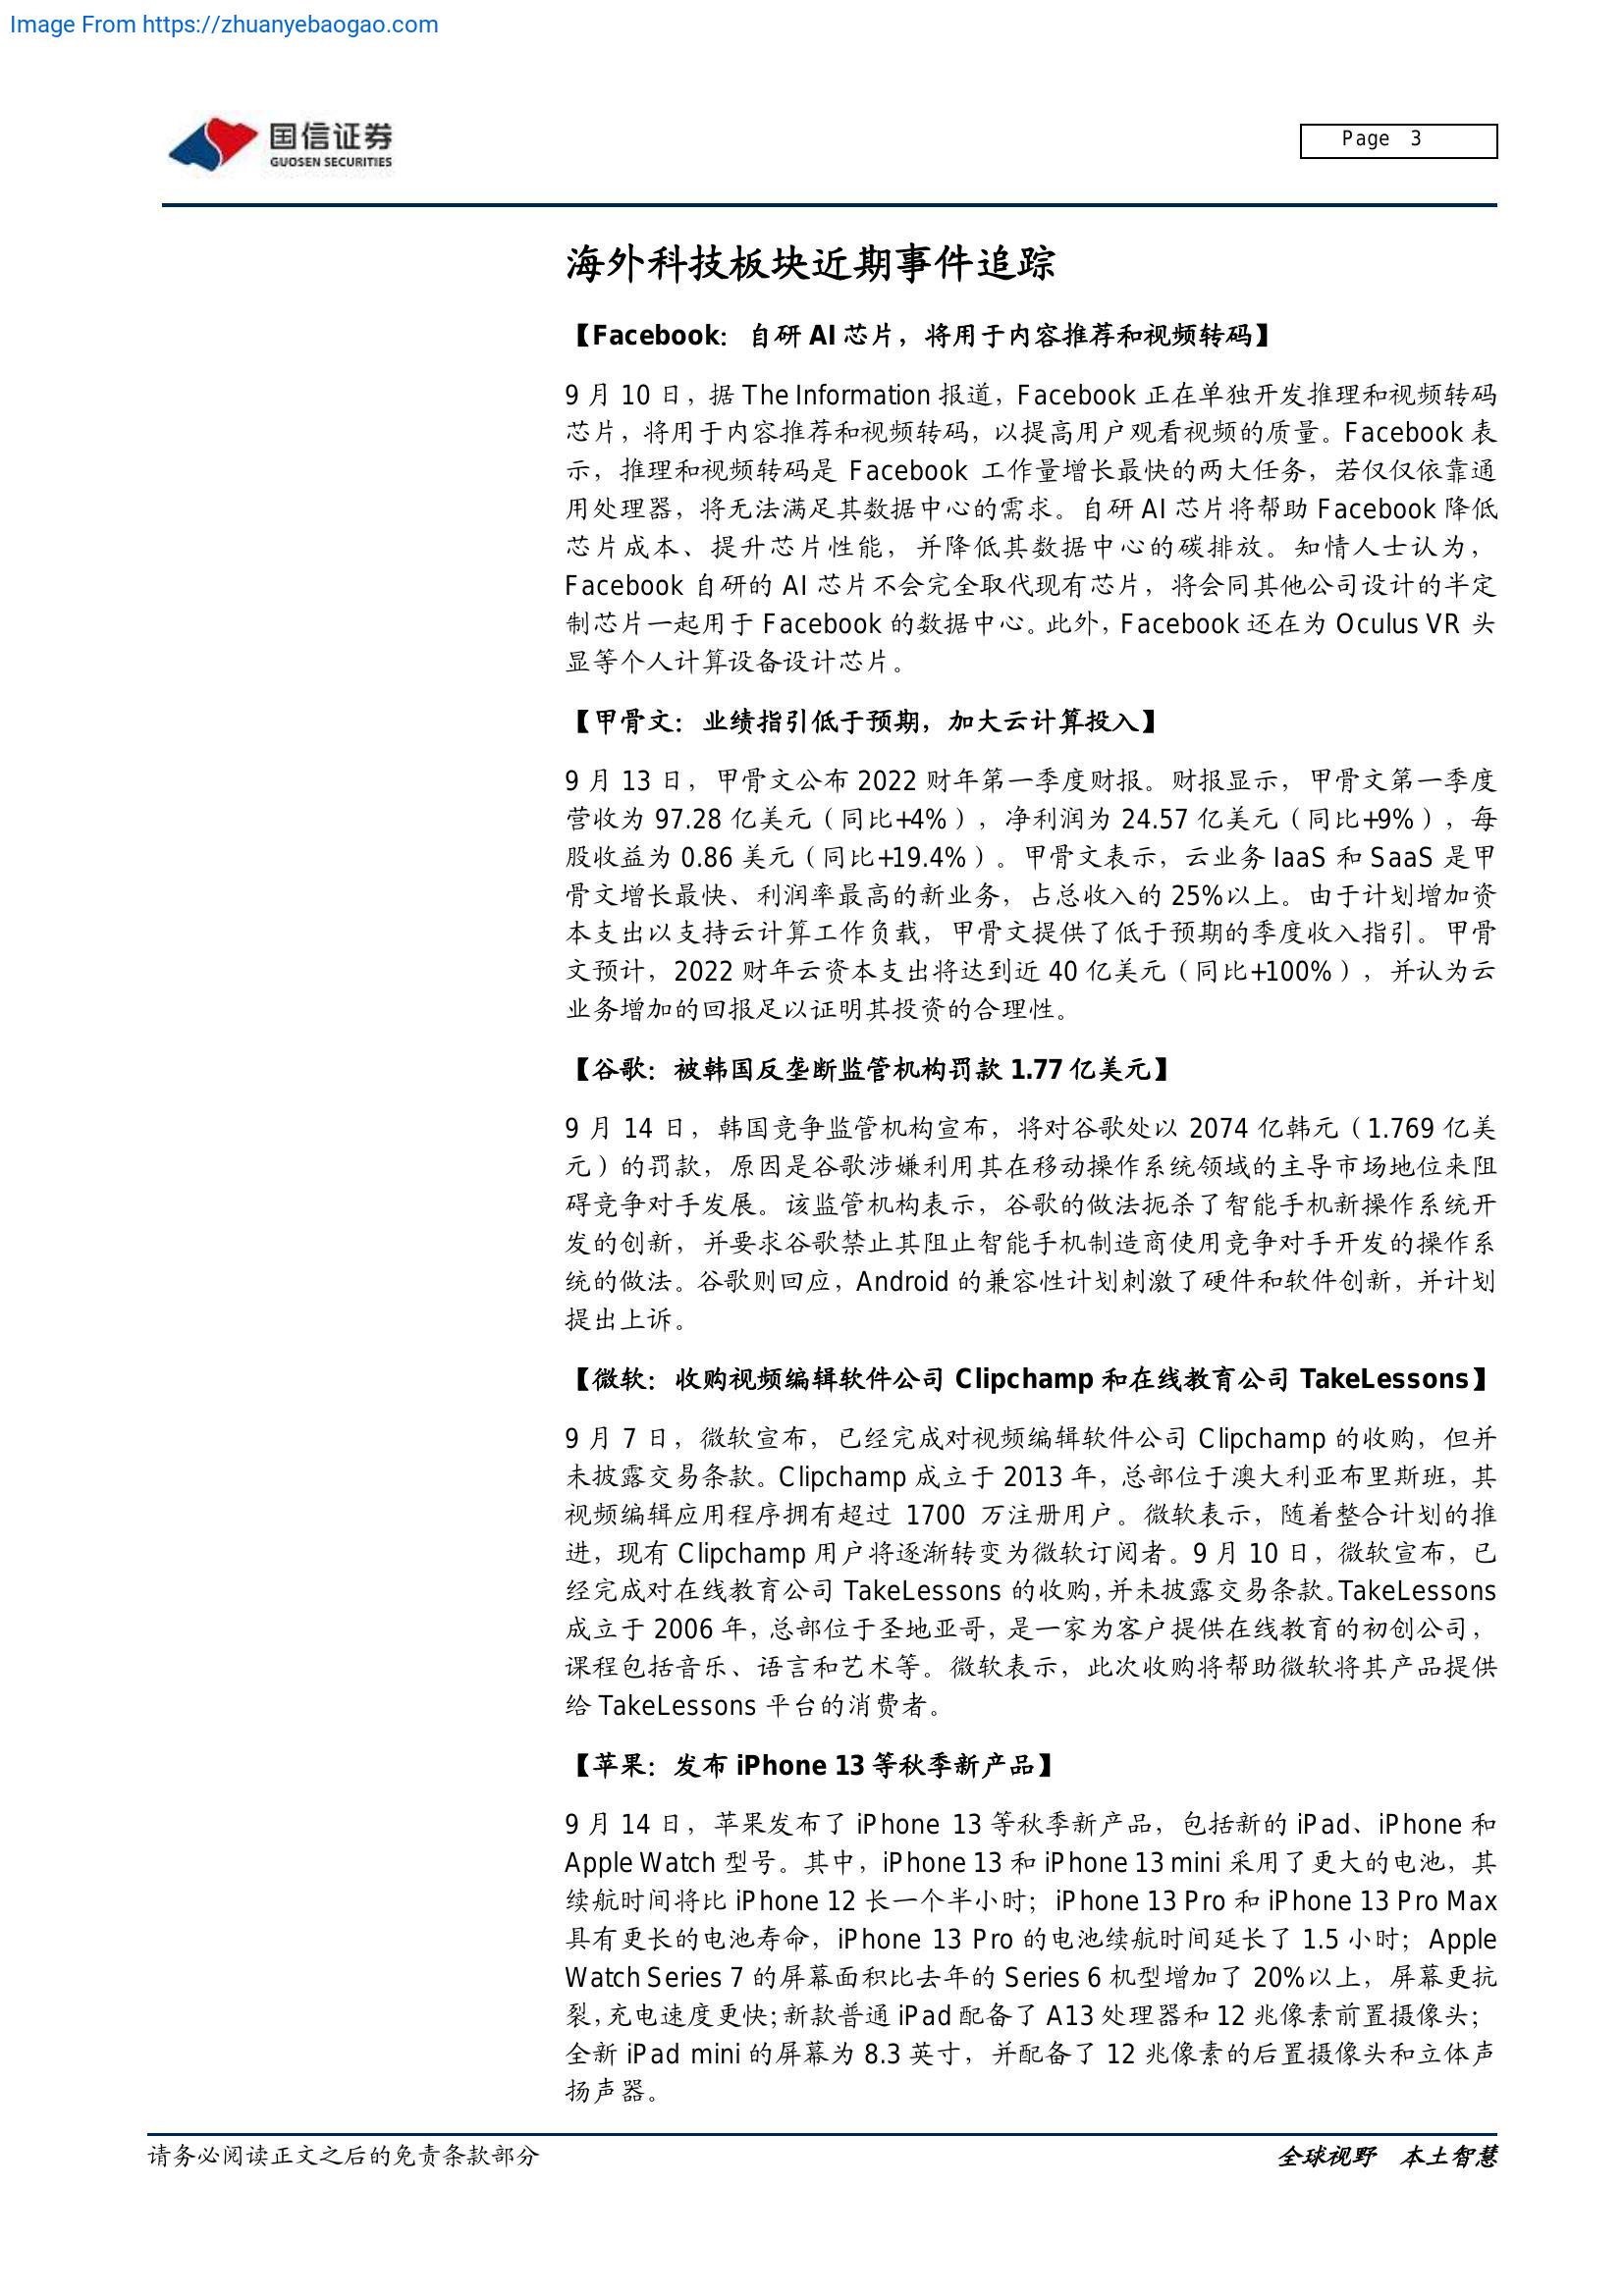 Image From https://zhuanyebaogao.com
国信证券
GUOSEN SECURITIES
Page 3
海外科技板块近期事件追踪
【Facebook：自研 AI 芯片，将用于内容推荐和视频转码】
9 月 10 日，据 The Information 报道，Facebook 正在单独开发推理和视频转码
芯片，将用于内容推荐和视频转码，以提高用户观看视频的质量。Facebook 表
示，推理和视频转码是 Facebook 工作量增长最快的两大任务，若仅仅依靠通
用处理器，将无法满足其数据中心的需求。自研 AI 芯片将帮助 Facebook 降低
芯片成本、提升芯片性能，并降低其数据中心的碳排放。知情人士认为，
Facebook 自研的 AI 芯片不会完全取代现有芯片，将会同其他公司设计的半定
制芯片一起用于 Facebook 的数据中心。此外，Facebook 还在为 Oculus VR 头
显等个人计算设备设计芯片。
【甲骨文：业绩指引低于预期，加大云计算投入】
9 月 13 日，甲骨文公布 2022 财年第一季度财报。财报显示，甲骨文第一季度
营收为 97.28 亿美元（同比+4%），净利润为 24.57 亿美元（同比+9%），每
股收益为 0.86 美元（同比+19.4%）。甲骨文表示，云业务 IaaS 和 SaaS 是甲
骨文增长最快、利润率最高的新业务，占总收入的 25%以上。由于计划增加资
本支出以支持云计算工作负载，甲骨文提供了低于预期的季度收入指引。甲骨
文预计，2022 财年云资本支出将达到近 40 亿美元（同比+100%），并认为云
业务增加的回报足以证明其投资的合理性。
【谷歌：被韩国反垄断监管机构罚款 1.77 亿美元】
9 月 14 日，韩国竞争监管机构宣布，将对谷歌处以 2074 亿韩元（1.769 亿美
元）的罚款，原因是谷歌涉嫌利用其在移动操作系统领域的主导市场地位来阻
碍竞争对手发展。该监管机构表示，谷歌的做法扼杀了智能手机新操作系统开
发的创新，并要求谷歌禁止其阻止智能手机制造商使用竞争对手开发的操作系
统的做法。谷歌则回应，Android 的兼容性计划刺激了硬件和软件创新，并计划
提出上诉。
【微软：收购视频编辑软件公司 Clipchamp 和在线教育公司 TakeLessons】
9 月 7 日，微软宣布，已经完成对视频编辑软件公司 Clipchamp 的收购，但并
未披露交易条款。Clipchamp 成立于 2013 年，总部位于澳大利亚布里斯班，其
视频编辑应用程序拥有超过 1700 万注册用户。微软表示，随着整合计划的推
进，现有 Clipchamp 用户将逐渐转变为微软订阅者。9 月 10 日，微软宣布，已
经完成对在线教育公司 TakeLessons 的收购，并未披露交易条款。TakeLessons
成立于 2006 年，总部位于圣地亚哥，是一家为客户提供在线教育的初创公司，
课程包括音乐、语言和艺术等。微软表示，此次收购将帮助微软将其产品提供
给 TakeLessons 平台的消费者。
【苹果：发布 iPhone 13 等秋季新产品】
9 月 14 日，苹果发布了 iPhone 13 等秋季新产品，包括新的 iPad、iPhone 和
Apple Watch 型号。其中，iPhone 13 和 iPhone 13 mini 采用了更大的电池，其
续航时间将比 iPhone 12 长一个半小时；iPhone 13 Pro 和 iPhone 13 Pro Max
具有更长的电池寿命，iPhone 13 Pro 的电池续航时间延长了 1.5 小时；Apple
Watch Series 7 的屏幕面积比去年的 Series 6 机型增加了 20%以上，屏幕更抗
裂，充电速度更快；新款普通 iPad 配备了 A13 处理器和 12 兆像素前置摄像头；
全新 iPad mini 的屏幕为 8.3 英寸，并配备了 12 兆像素的后置摄像头和立体声
扬声器。
请务必阅读正文之后的免责条款部分
全球视野 本土智慧